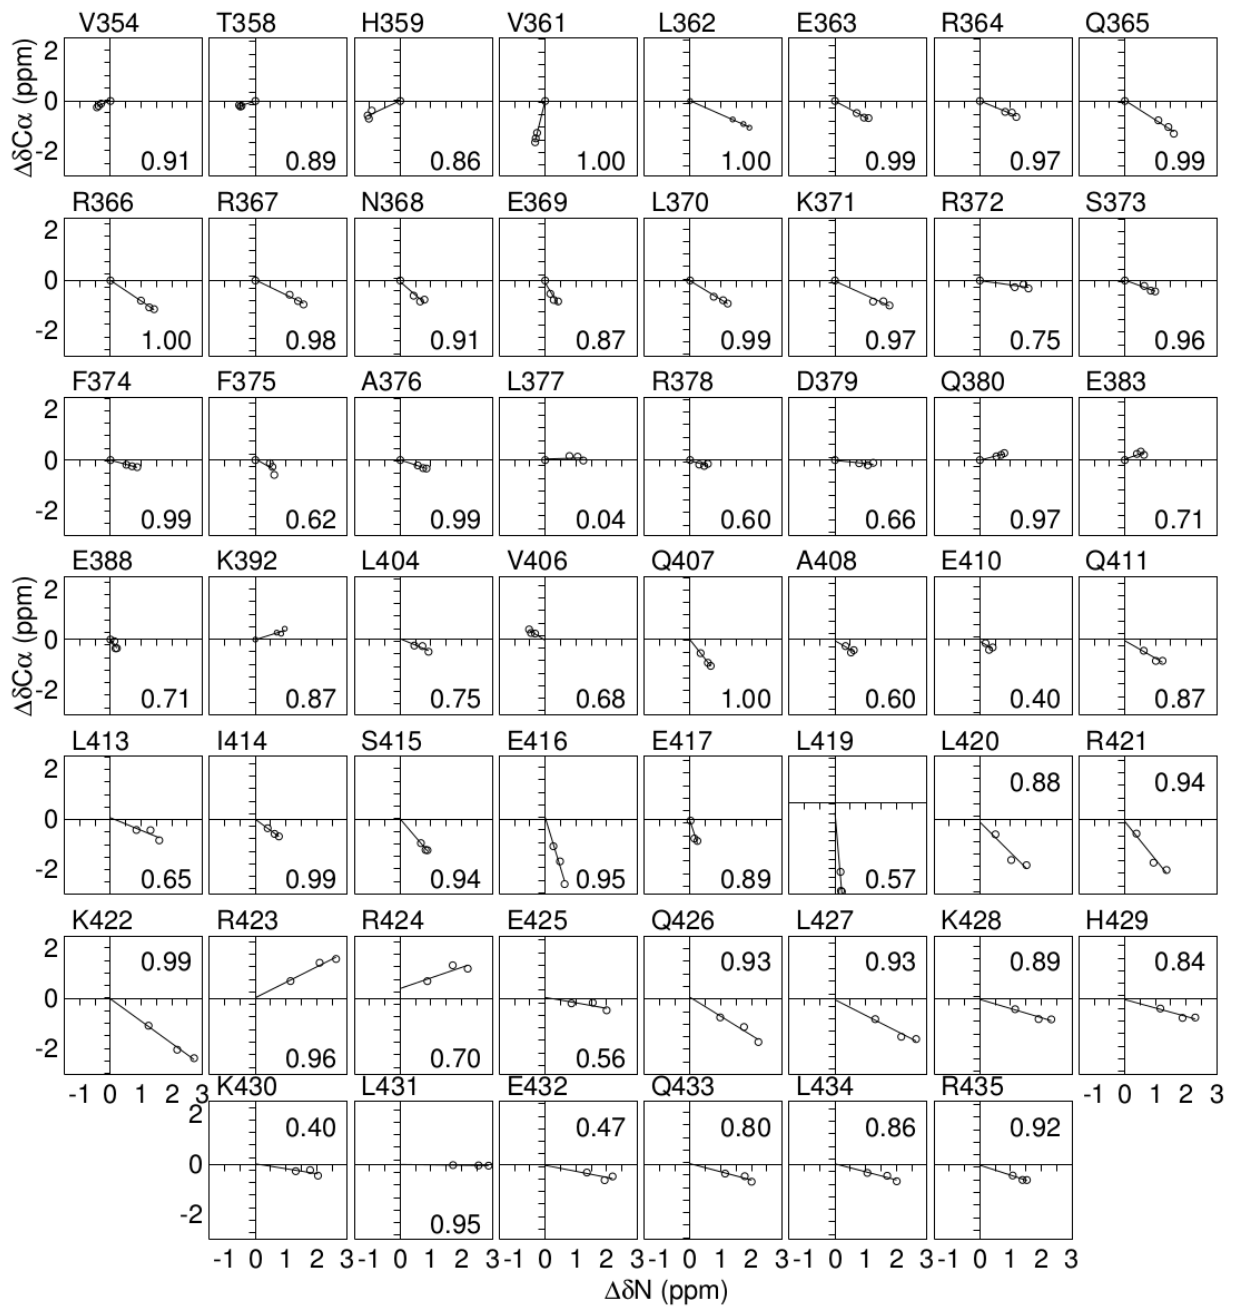 V354 T358 H359 V361 L362 E363 R364 Q365
2
0
-2
ΔδCα (ppm)
0.91 0.89 0.86 1.00 1.00 0.99 0.97 0.99
R366 R367 N368 E369 L370 K371 R372 S373
2
0
-2
1.00 0.98 0.91 0.87 0.99 0.97 0.75 0.96
F374 F375 A376 L377 R378 D379 Q380 E383
2
0
-2
0.99 0.62 0.99 0.04 0.60 0.66 0.97 0.71
E388 K392 L404 V406 Q407 A408 E410 Q411
2
0
-2
ΔδCα (ppm)
0.71 0.87 0.75 0.68 1.00 0.60 0.40 0.87
L413 I414 S415 E416 E417 L419 L420 R421
2
0
-2
0.88 0.94
0.65 0.99 0.94 0.95 0.89 0.57
K422 R423 R424 E425 Q426 L427 K428 H429
2
0
-2
0.99 0.93 0.93 0.89 0.84
0.96 0.70 0.56
-1 0 1 2 3 -1 0 1 2 3
K430 L431 E432 Q433 L434 R435
2
0
-2
0.40 0.47 0.80 0.86 0.92
0.95
-1 0 1 2 3 -1 0 1 2 3 -1 0 1 2 3 -1 0 1 2 3 -1 0 1 2 3 -1 0 1 2 3
ΔδN (ppm)